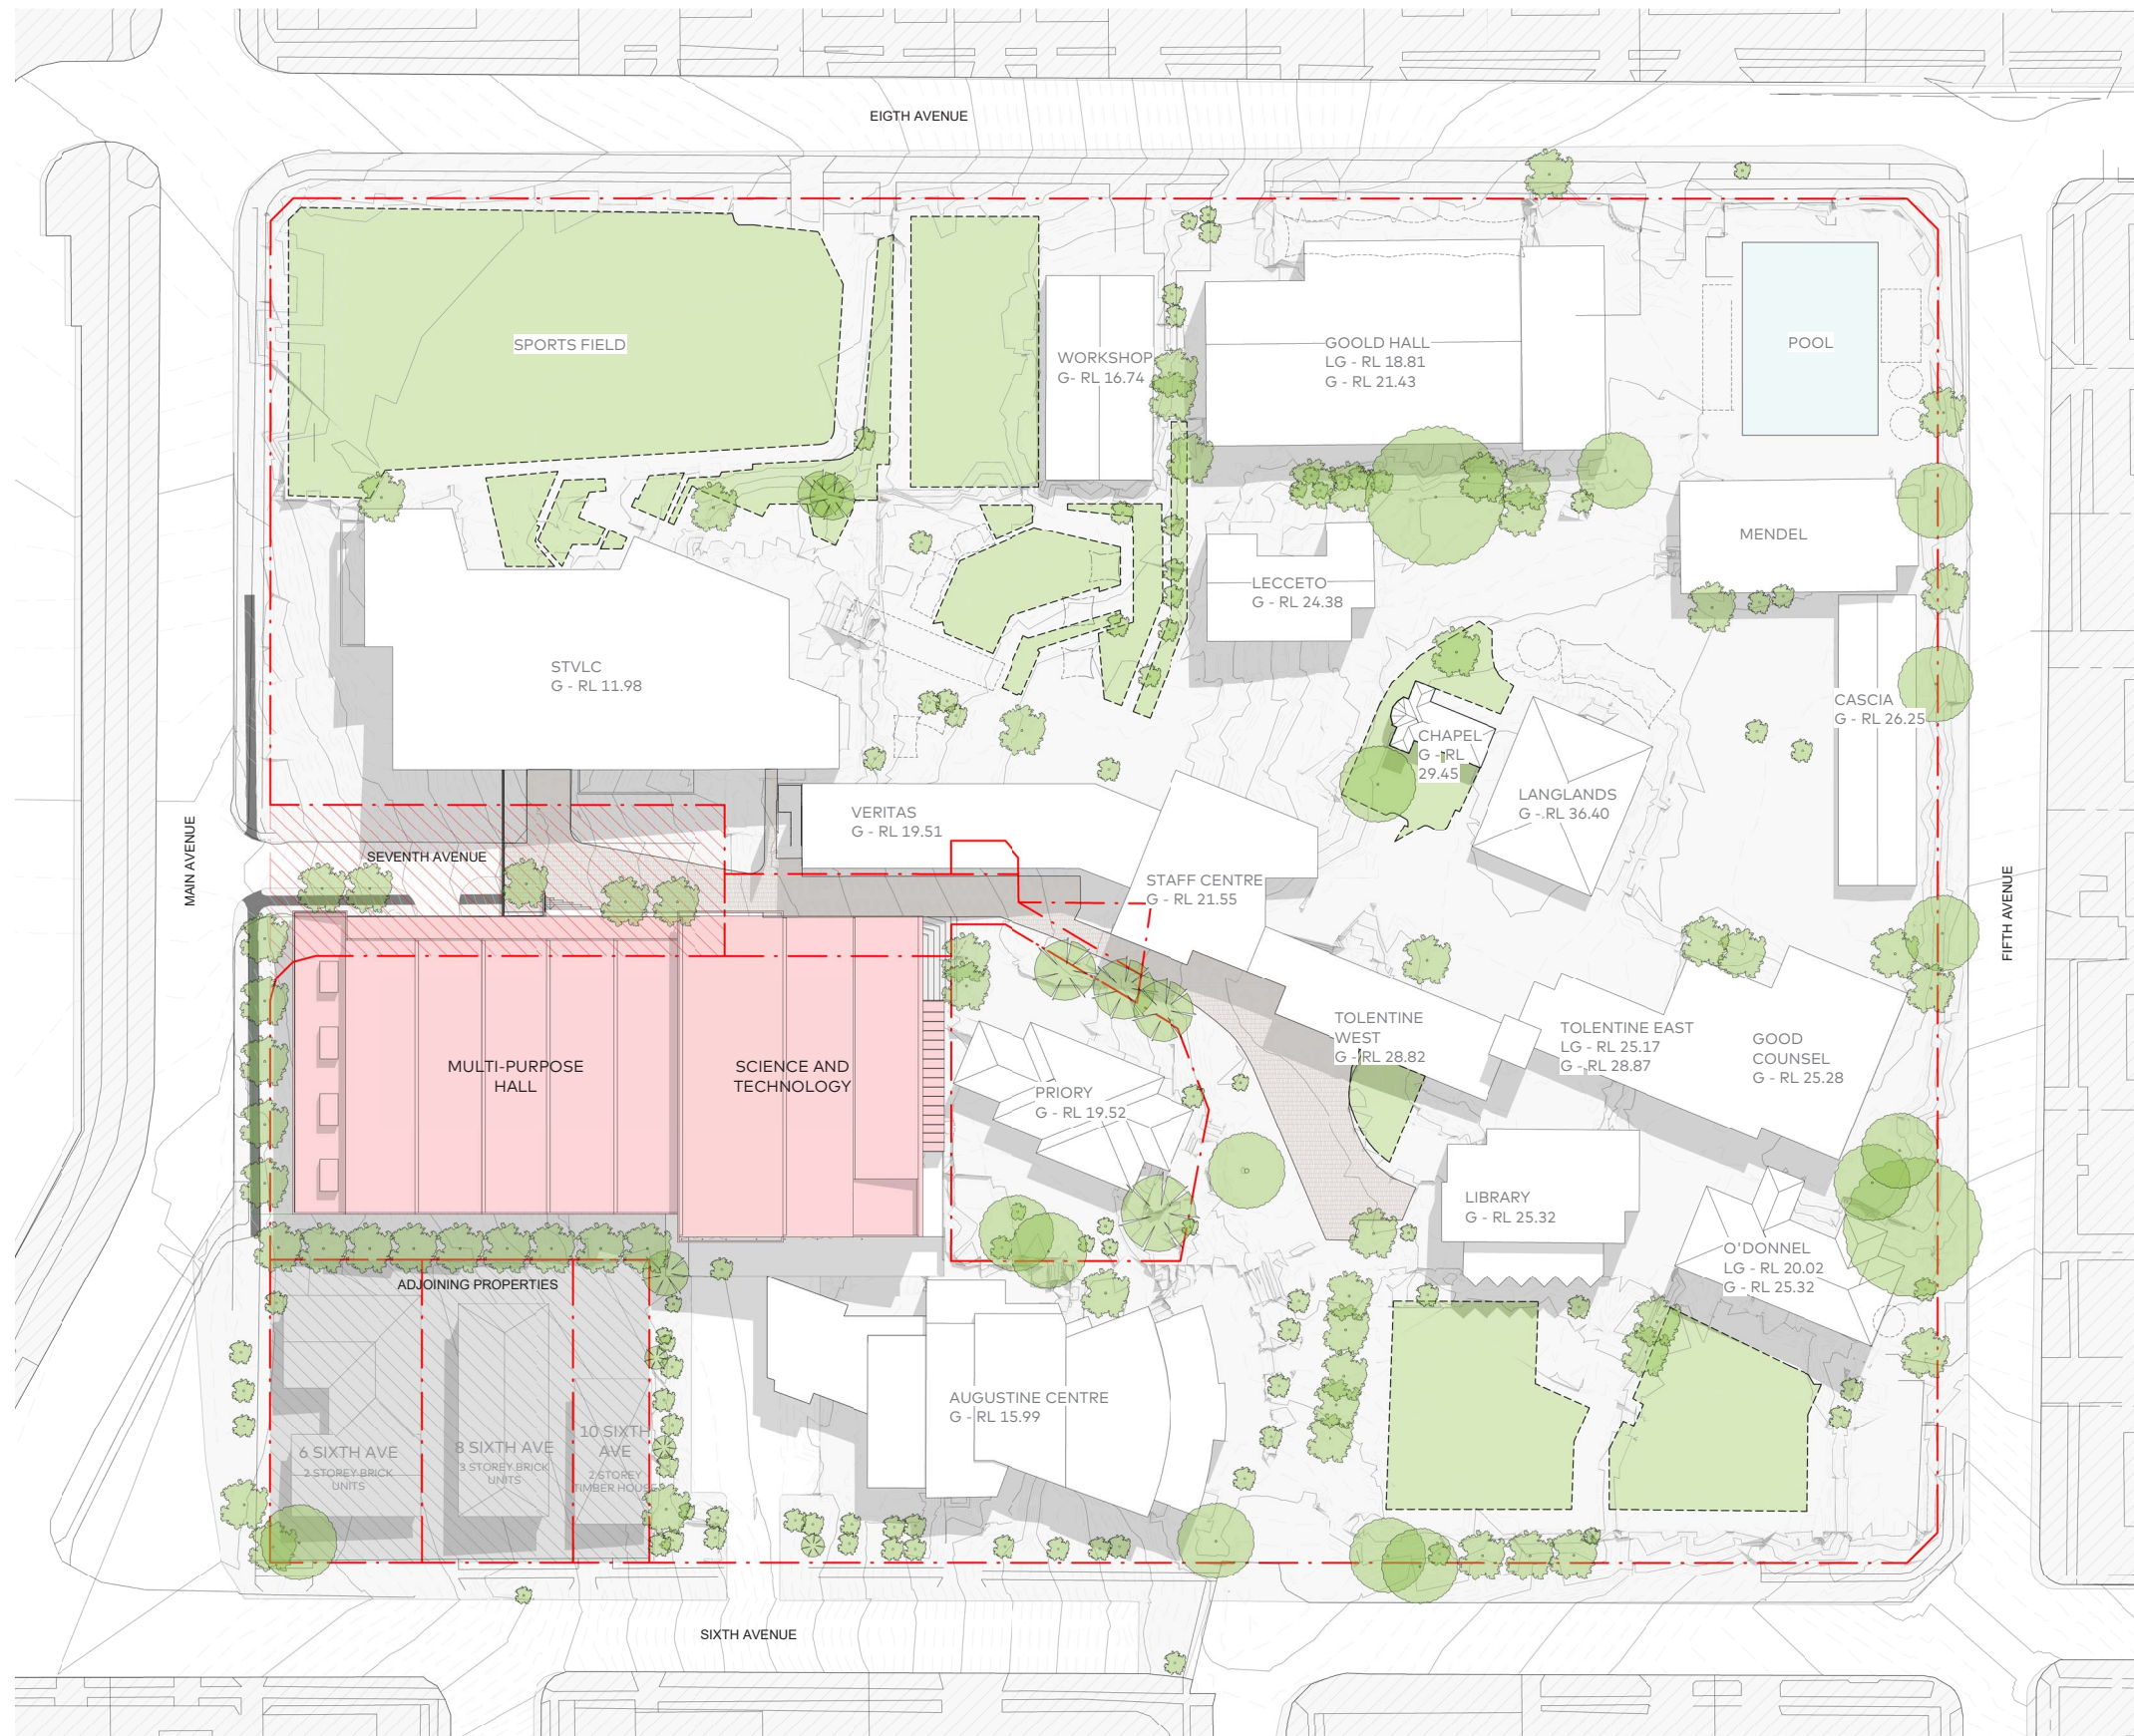 EIGTH AVENUE
SPORTS FIELD
WORKSHOP
G- RL 16.74
GOOLD HALL
LG - RL 18.81
G - RL 21.43
POOL
MENDEL
LECCETO
G - RL 24.38
STVLC
G - RL 11.98
CASCIA
G - RL 26.25
CHAPEL
G - RL
29.45
LANGLANDS
G - RL 36.40
VERITAS
G - RL 19.51
SEVENTH AVENUE
MAIN AVENUE
STAFF CENTRE
G - RL 21.55
FIFTH AVENUE
MULTI-PURPOSE
HALL
SCIENCE AND
TECHNOLOGY
TOLENTINE
WEST
G - RL 28.82
TOLENTINE EAST
LG - RL 25.17
G - RL 28.87
GOOD
COUNSEL
G - RL 25.28
PRIORY
G - RL 19.52
LIBRARY
G - RL 25.32
O'DONNEL
LG - RL 20.02
G - RL 25.32
ADJOINING PROPERTIES
AUGUSTINE CENTRE
G - RL 15.99
6 SIXTH AVE
2 STOREY BRICK
UNITS
8 SIXTH AVE
3 STOREY BRICK
UNITS
10 SIXTH
AVE
2 STOREY
TIMBER HOUSE
SIXTH AVENUE